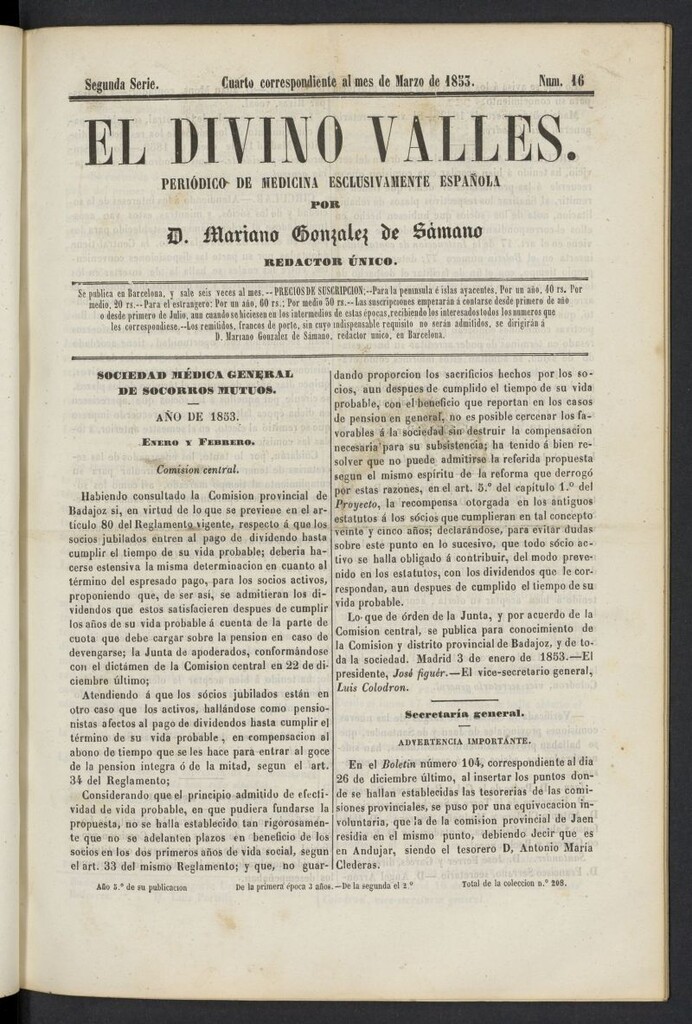 Segunda Serie. Cuarto correspondiente al mes de Marzo de 1853. Num. 16
EL DIVINO VALLES.
PERIÓDICO DE MEDICINA ESCLUSIVAMENTE ESPAÑOLA
POR
D. Mariano Gonzalez de Sámano
REDACTOR ÚNICO.
Se publica en Barcelona, y sale seis veces al mes.--PRECIOS DE SUSCRIPCION:--Para la península é islas ayacentes, Por un año, 40 rs. Por
medio, 20 rs.--Para el estrangero: Por un año, 60 rs.; Por medio 30 rs.--Las suscripciones empezarán á contarse desde primero de año
o desde primero de Julio, aun cuando se hiciesen en los intermedios de estas épocas, recibiendo los interesados todos los numeros que
les correspondiese.--Los remitidos, francos de porte, sin cuyo indispensable requisito no serán admitidos, se dirigirán á
D. Mariano Gonzalez de Sámano, redactor unico, en Barcelona.
SOCIEDAD MÉDICA GENERAL
DE SOCORROS MUTUOS.
AÑO DE 1853.
ENERO Y FEBRERO.
Comision central.
Habiendo consultado la Comision provincial de
Badajoz si, en virtud de lo que se previene en el ar-
tículo 80 del Reglamento vigente, respectó á que los
socios jubilados entren al pago de dividendo hasta
cumplir el tiempo de su vida probable; deberia ha-
cerse estensiva la misma determinacion en cuanto al
término del espresado pago, para los socios activos,
proponiendo que, de ser así, se admitieran los di-
videndos que estos satisfacieren despues de cumplir
los años de su vida probable á cuenta de la parte de
cuota que debe cargar sobre la pension en caso de
devengarse; la Junta de apoderados, conformándose
con el dictámen de la Comision central en 22 de di-
ciembre último;
Atendiendo á que los sócios jubilados están en
otro caso que los activos, hallándose como pensio-
nistas afectos al pago de dividendos hasta cumplir el
término de su vida probable, en compensacion al
abono de tiempo que se les hace para entrar al goce
de la pension integra ó de la mitad, segun el art.
34 del Reglamento;
Considerando que el principio admitido de efecti-
vidad de vida probable, en que pudiera fundarse la
propuesta, no se halla establecido tan rigorosamen-
te que no se adelanten plazos en beneficio de los
socios en los dos primeros años de vida social, segun
el art. 33 del mismo Reglamento; y que, no guar-
dando proporcion los sacrificios hechos por los so-
cios, aun despues de cumplido el tiempo de su vida
probable, con el beneficio que reportan en los casos
de pension en general, no es posible cercenar los fa-
vorables á la sociedad sin destruir la compensacion
necesaria para su subsistencia; ha tenido á bien re-
solver que no puede admitirse la referida propuesta
segun el mismo espíritu de la reforma que derrogó
por estas razones, en el art. 5.º del capítulo 1.º del
Proyecto, la recompensa otorgada en los antiguos
estatutos á los sócios que cumplieran en tal concepto
veinte y cinco años; declarándose, para evitar dudas
sobre este punto en lo sucesivo, que todo sócio ac-
tivo se halla obligado á contribuir, del modo preve-
nido en los estatutos, con los dividendos que le cor-
respondan, aun despues de cumplido el tiempo de su
vida probable.
Lo que de órden de la Junta, y por acuerdo de la
Comision central, se publica para conocimiento de
la Comision y distrito provincial de Badajoz, y de to-
da la sociedad. Madrid 3 de enero de 1853.—El
presidente, José figuér.—El vice-secretario general,
Luis Colodron.
Secretaría general.
ADVERTENCIA IMPORTANTE.
En el Boletin número 104, correspondiente al dia
26 de diciembre último, al insertar los puntos don-
de se hallan establecidas las tesorerias de las comi-
siones provinciales, se puso por una equivocacion in-
voluntaria, que la de la comision provincial de Jaen
residia en el mismo punto, debiendo decir que es
en Andujar, siendo el tesorero D, Antonio Maria
Clederas.
Año 5.º de su publicacion De la primera época 3 años.—De la segunda el 2.º Total de la coleccion n.º 208.